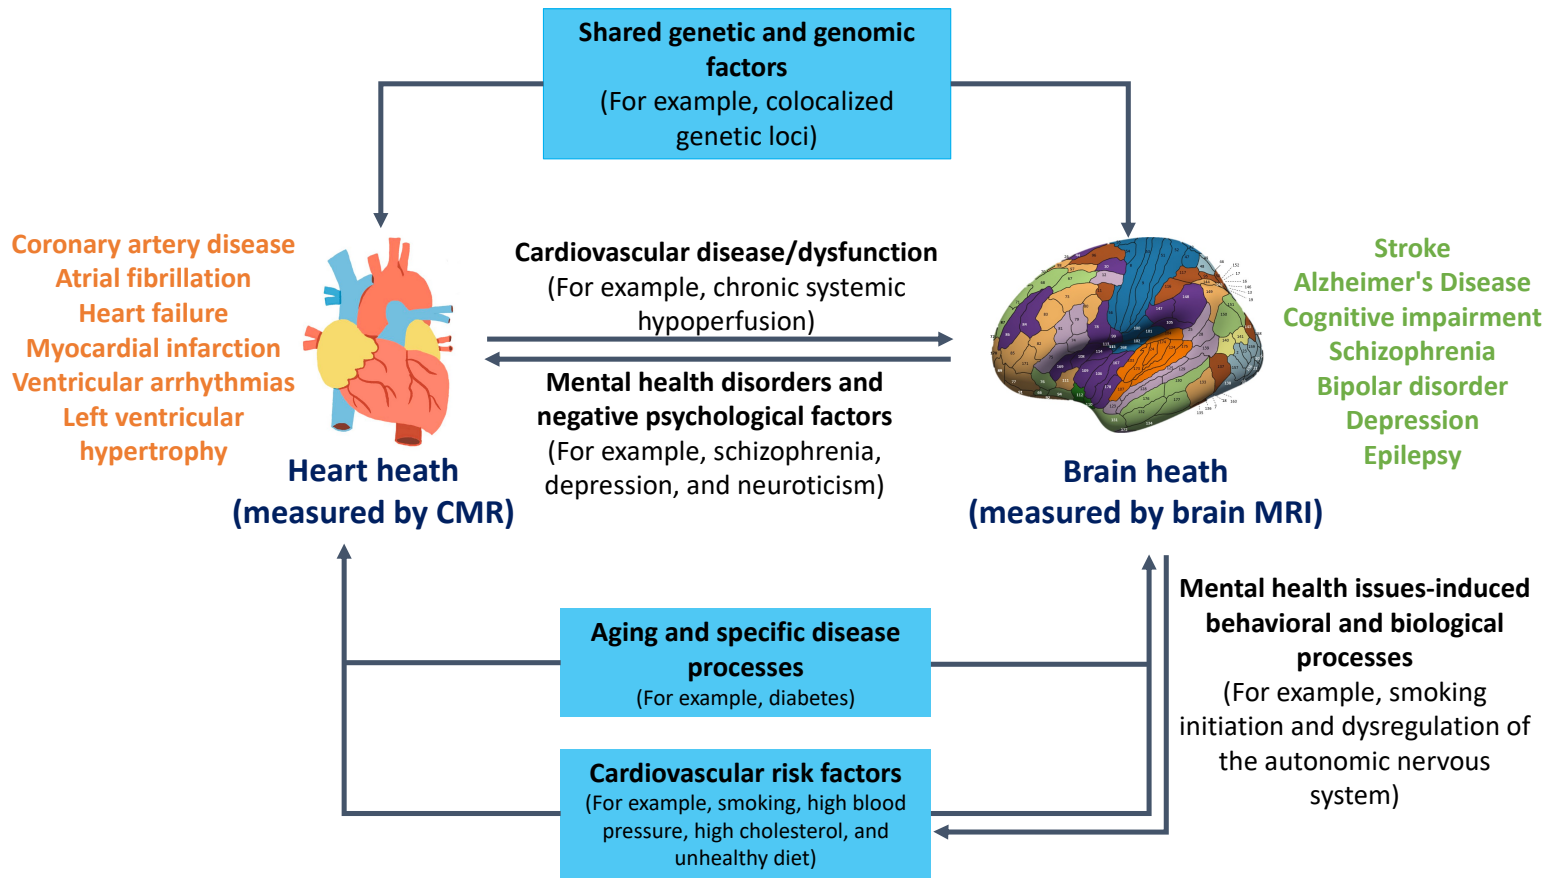 Shared genetic and genomic
factors
(For example, colocalized
genetic loci)
Coronary artery disease
Atrial fibrillation
Heart failure
Myocardial infarction
Ventricular arrhythmias
Left ventricular
hypertrophy
Heart heath
(measured by CMR)
Cardiovascular disease/dysfunction
(For example, chronic systemic
hypoperfusion)
Mental health disorders and
negative psychological factors
(For example, schizophrenia,
depression, and neuroticism)
Brain heath
(measured by brain MRI)
Stroke
Alzheimer's Disease
Cognitive impairment
Schizophrenia
Bipolar disorder
Depression
Epilepsy
Aging and specific disease
processes
(For example, diabetes)
Cardiovascular risk factors
(For example, smoking, high blood
pressure, high cholesterol, and
unhealthy diet)
Mental health issues-induced
behavioral and biological
processes
(For example, smoking
initiation and dysregulation of
the autonomic nervous
system)